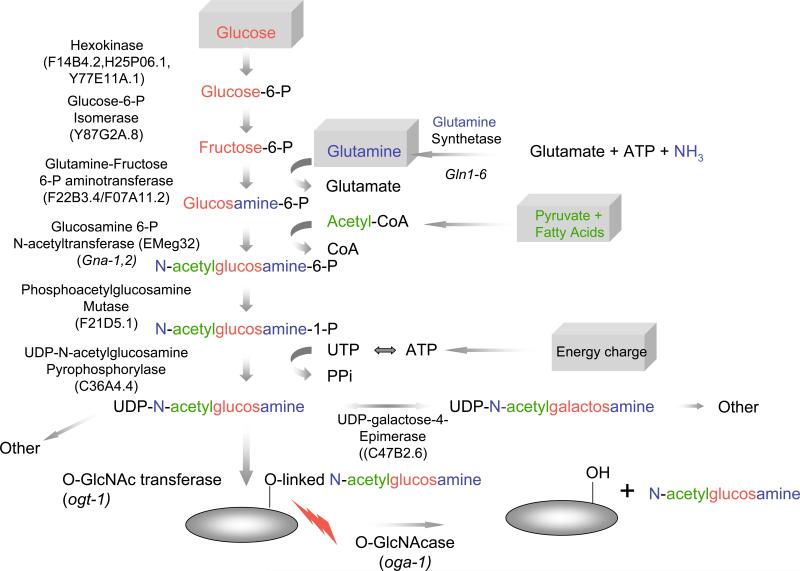 Glucose
Hexokinase
(F14B4.2,H25P06.1,
Y77E11A.1)
Glucose-6-P
Glucose-6-P
Isomerase
(Y87G2A.8)
Fructose-6-P
Glutamine
Glutamine
Synthetase
Gln1-6
Glutamate + ATP + NH3
Glutamine-Fructose
6-P aminotransferase
(F22B3.4/F07A11.2)
Glutamate
Glucosamine-6-P
Glucosamine 6-P
N-acetyltransferase (EMeg32)
(Gna-1,2)
Acetyl-CoA
Pyruvate +
Fatty Acids
CoA
N-acetylglucosamine-6-P
Phosphoacetylglucosamine
Mutase
(F21D5.1)
N-acetylglucosamine-1-P
UDP-N-acetylglucosamine
Pyrophosphorylase
(C36A4.4)
UTP
ATP
Energy charge
PPi
UDP-N-acetylglucosamine
UDP-galactose-4-
Epimerase
((C47B2.6)
UDP-N-acetylgalactosamine
Other
Other
O-GlcNAc transferase
(ogt-1)
O-linked N-acetylglucosamine
O-GlcNAcase
(oga-1)
OH
+
N-acetylglucosamine